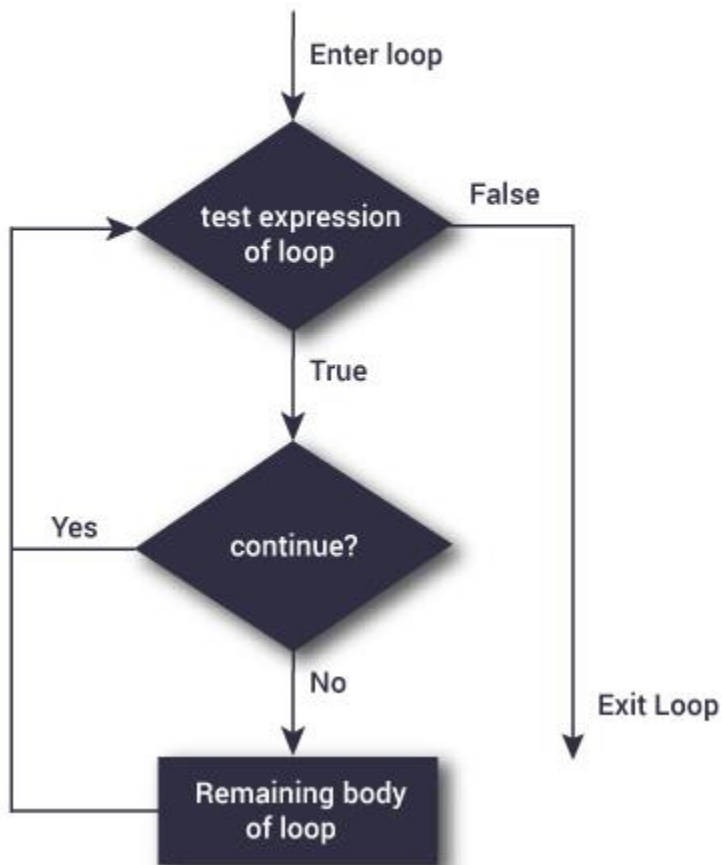 Enter loop
False
test expression
of loop
True
Yes
continue?
No
Exit Loop
Remaining body
of loop